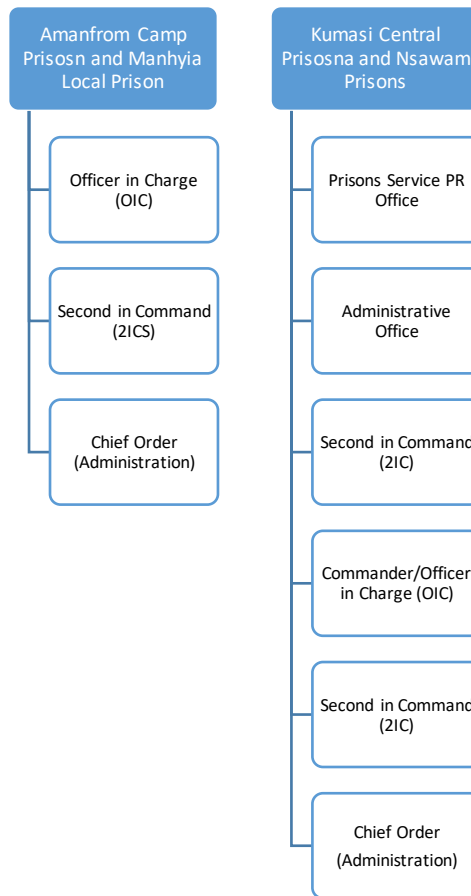 Amanfrom Camp
Prisosn and Manhyia
Local Prison
Officer in Charge
(OIC)
Second in Command
(2ICS)
Chief Order
(Administration)
Kumasi Central
Prisosna and Nsawam
Prisons
Prisons Service PR
Office
Administrative
Office
Second in Command
(2IC)
Commander/Officer
in Charge (OIC)
Second in Command
(2IC)
Chief Order
(Administration)